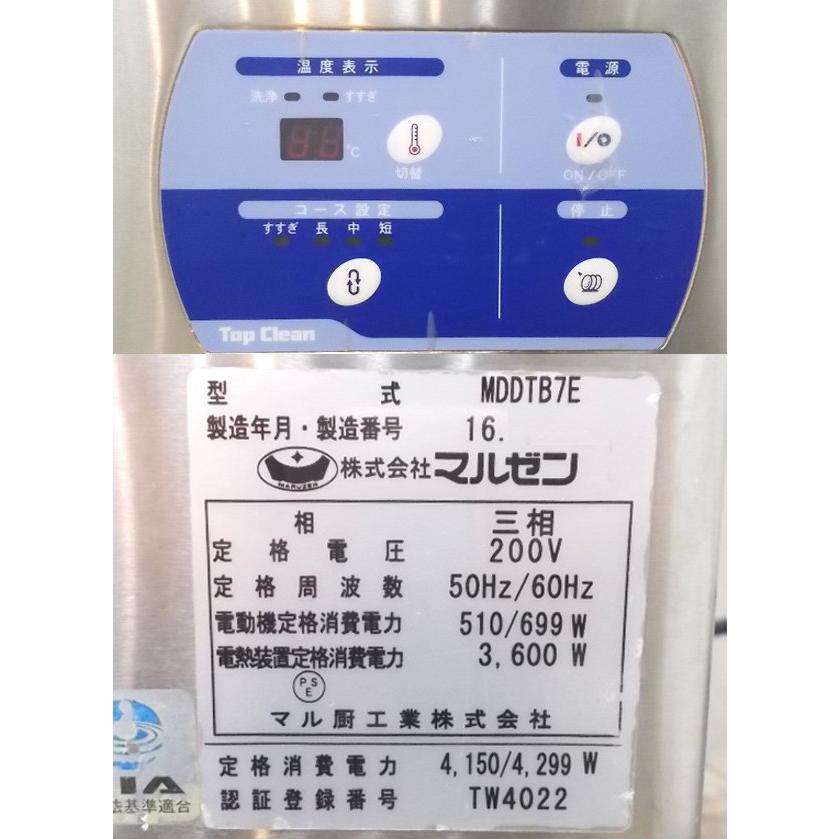 温度表示
電源
洗浄 すすぎ
℃
切替
I/O
ON/OFF
コース設定
停止
すすぎ 長 中 短
Top Clean
型式 MDDTB7E
製造年月・製造番号 16.
MARUZEN 株式会社マルゼン
相 三相
定格電圧 200V
定格周波数 50Hz/60Hz
電動機定格消費電力 510/699 W
電熱装置定格消費電力 3,600 W
PSE
マル厨工業株式会社
定格消費電力 4,150/4,299 W
認証登録番号 TW4022
IA
法基準適合